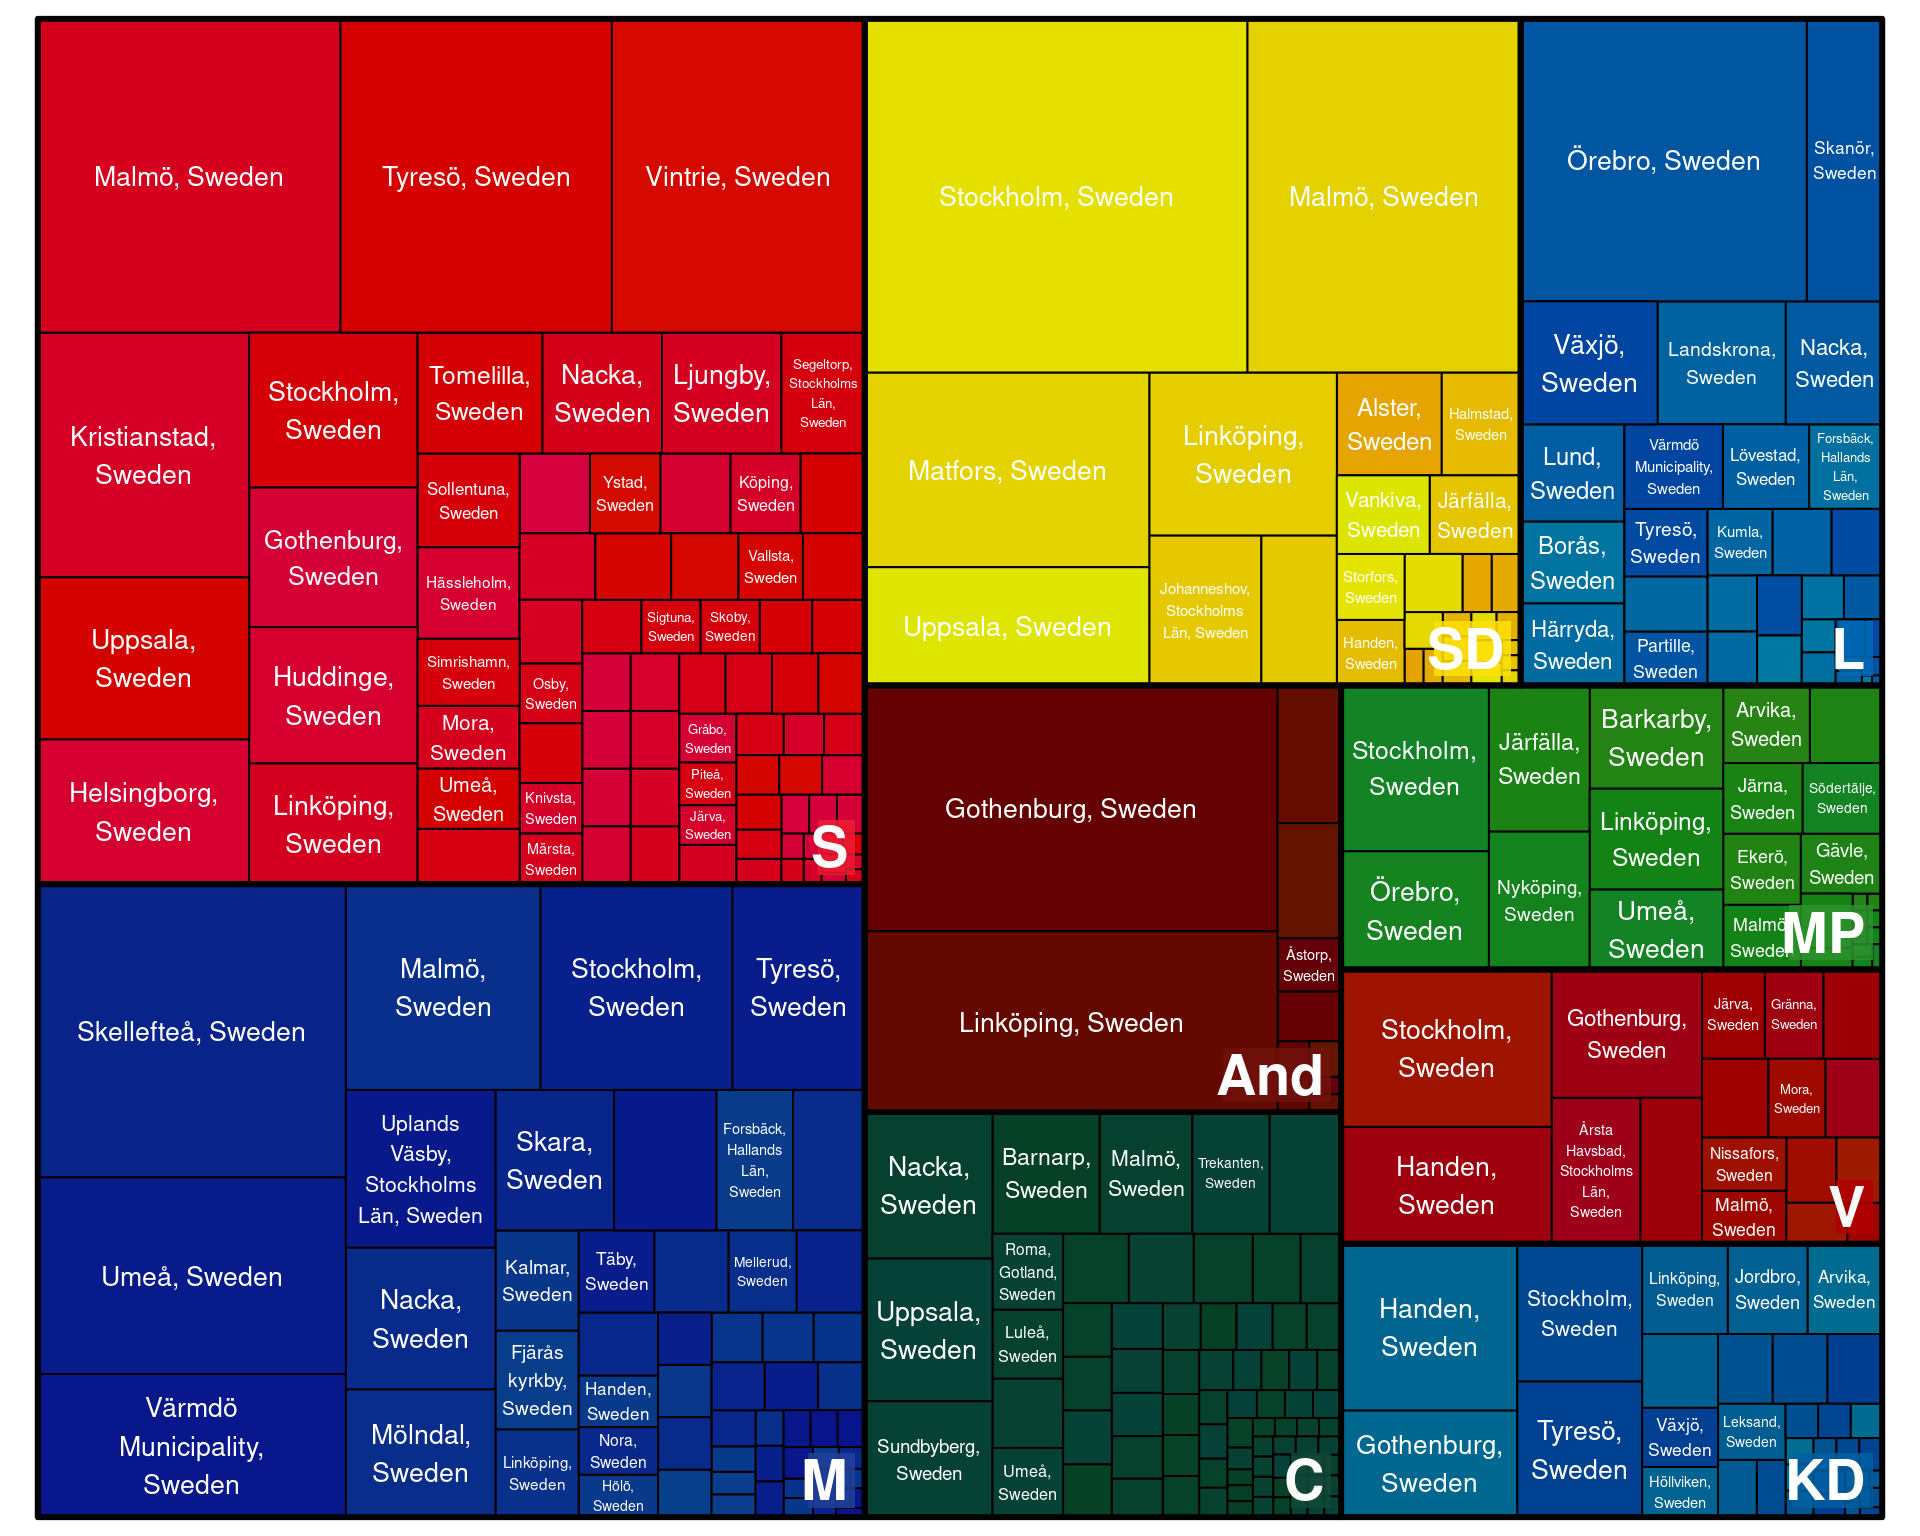 Malmö, Sweden
Tyresö, Sweden
Vintrie, Sweden
Kristianstad,
Sweden
Stockholm,
Sweden
Tomelilla,
Sweden
Nacka,
Sweden
Ljungby,
Sweden
Segeltorp,
Stockholms
Län,
Sweden
Gothenburg,
Sweden
Sollentuna,
Sweden
Ystad,
Sweden
Köping,
Sweden
Hässleholm,
Sweden
Vallsta,
Sweden
Uppsala,
Sweden
Huddinge,
Sweden
Simrishamn,
Sweden
Sigtuna,
Sweden
Skoby,
Sweden
Osby,
Sweden
Mora,
Sweden
Gråbo,
Sweden
Helsingborg,
Sweden
Linköping,
Sweden
Umeå,
Sweden
Knivsta,
Sweden
Piteå,
Sweden
Järva,
Sweden
Märsta,
Sweden
S
Stockholm, Sweden
Malmö, Sweden
Matfors, Sweden
Linköping,
Sweden
Alster,
Sweden
Halmstad,
Sweden
Vankiva,
Sweden
Järfälla,
Sweden
Uppsala, Sweden
Johanneshov,
Stockholms
Län, Sweden
Storfors,
Sweden
Handen,
Sweden
SD
Örebro, Sweden
Skanör,
Sweden
Växjö,
Sweden
Landskrona,
Sweden
Nacka,
Sweden
Lund,
Sweden
Värmdö
Municipality,
Sweden
Lövestad,
Sweden
Forsbäck,
Hallands
Län,
Sweden
Borås,
Sweden
Tyresö,
Sweden
Kumla,
Sweden
Härryda,
Sweden
Partille,
Sweden
L
Skellefteå, Sweden
Malmö,
Sweden
Stockholm,
Sweden
Tyresö,
Sweden
Uplands
Väsby,
Stockholms
Län, Sweden
Skara,
Sweden
Forsbäck,
Hallands
Län,
Sweden
Umeå, Sweden
Nacka,
Sweden
Kalmar,
Sweden
Täby,
Sweden
Mellerud,
Sweden
Fjärås
kyrkby,
Sweden
Handen,
Sweden
Värmdö
Municipality,
Sweden
Mölndal,
Sweden
Linköping,
Sweden
Nora,
Sweden
Hölö,
Sweden
M
Gothenburg, Sweden
Åstorp,
Sweden
Linköping, Sweden
And
Nacka,
Sweden
Barnarp,
Sweden
Malmö,
Sweden
Trekanten,
Sweden
Uppsala,
Sweden
Roma,
Gotland,
Sweden
Luleå,
Sweden
Sundbyberg,
Sweden
Umeå,
Sweden
C
Stockholm,
Sweden
Järfälla,
Sweden
Barkarby,
Sweden
Arvika,
Sweden
Järna,
Sweden
Södertälje,
Sweden
Örebro,
Sweden
Nyköping,
Sweden
Linköping,
Sweden
Ekerö,
Sweden
Gävle,
Sweden
Umeå,
Sweden
Malmö
Sweden
MP
Stockholm,
Sweden
Gothenburg,
Sweden
Järva,
Sweden
Gränna,
Sweden
Mora,
Sweden
Handen,
Sweden
Årsta
Havsbad,
Stockholms
Län,
Sweden
Nissafors,
Sweden
Malmö,
Sweden
V
Handen,
Sweden
Stockholm,
Sweden
Linköping,
Sweden
Jordbro,
Sweden
Arvika,
Sweden
Gothenburg,
Sweden
Tyresö,
Sweden
Växjö,
Sweden
Leksand,
Sweden
Höllviken,
Sweden
KD